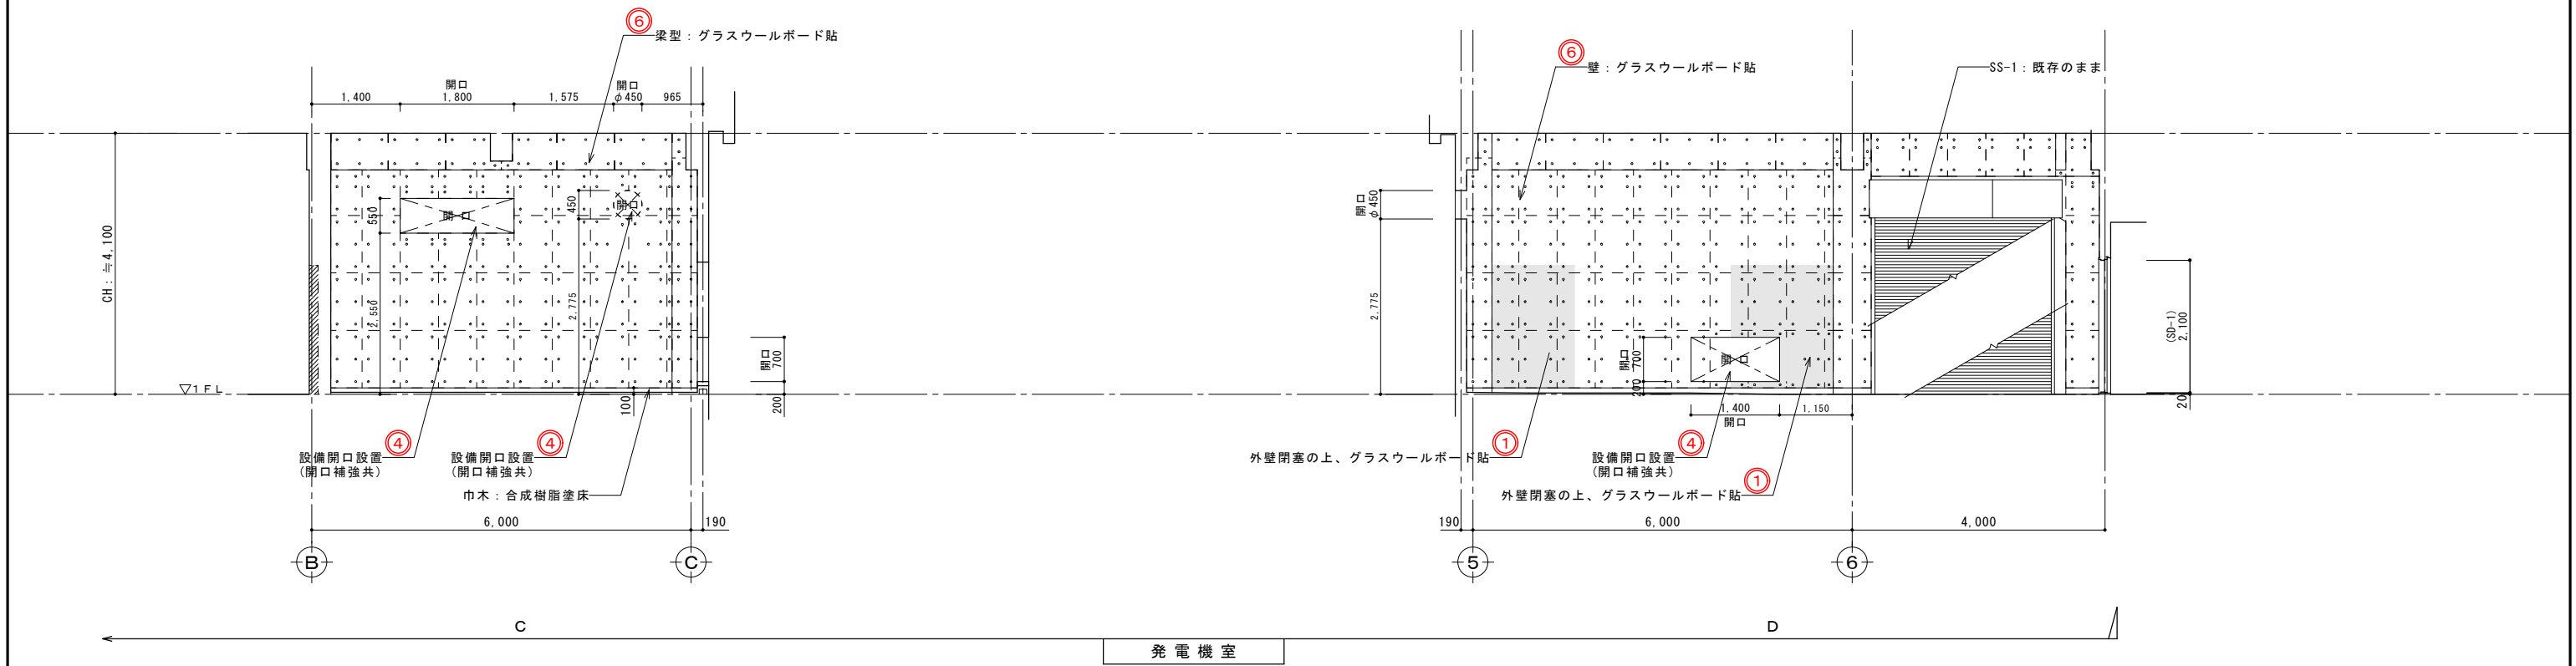 ⑥
梁型：グラスウールボード貼
開口
1,400
1,800
1,575
開口
φ450
965
CH：≒4,100
▽1FL
550
開口
2,550
450
開口
2,775
100
開口
700
200
④
設備開口設置
(開口補強共)
④
設備開口設置
(開口補強共)
巾木：合成樹脂塗床
6,000
190
B
C
⑥
壁：グラスウールボード貼
SS-1：既存のまま
開口
φ450
2,775
開口
700
200
開口
1,400
1,150
開口
(SD-1)
2,100
20
①
外壁閉塞の上、グラスウールボード貼
④
設備開口設置
(開口補強共)
①
外壁閉塞の上、グラスウールボード貼
190
6,000
4,000
5
6
C
D
発電機室